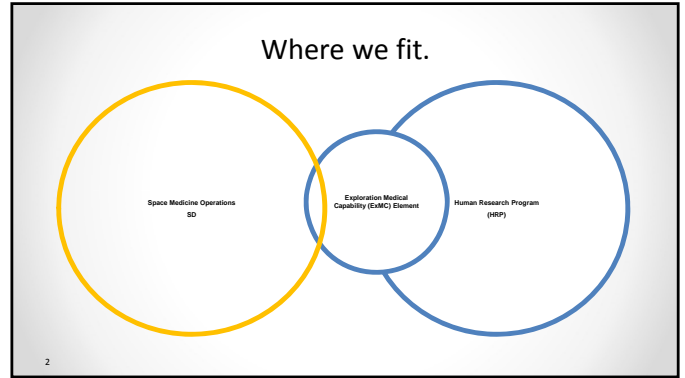 Where we fit.
Space Medicine Operations
SD
Exploration Medical
Capability (ExMC) Element
Human Research Program
(HRP)
2